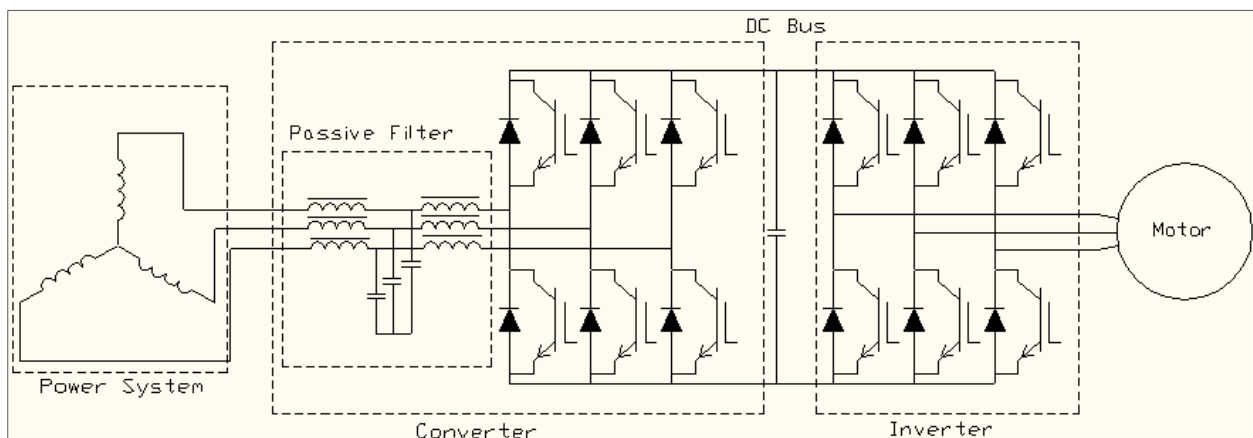 DC Bus
Passive Filter
Motor
Power System
Converter
Inverter